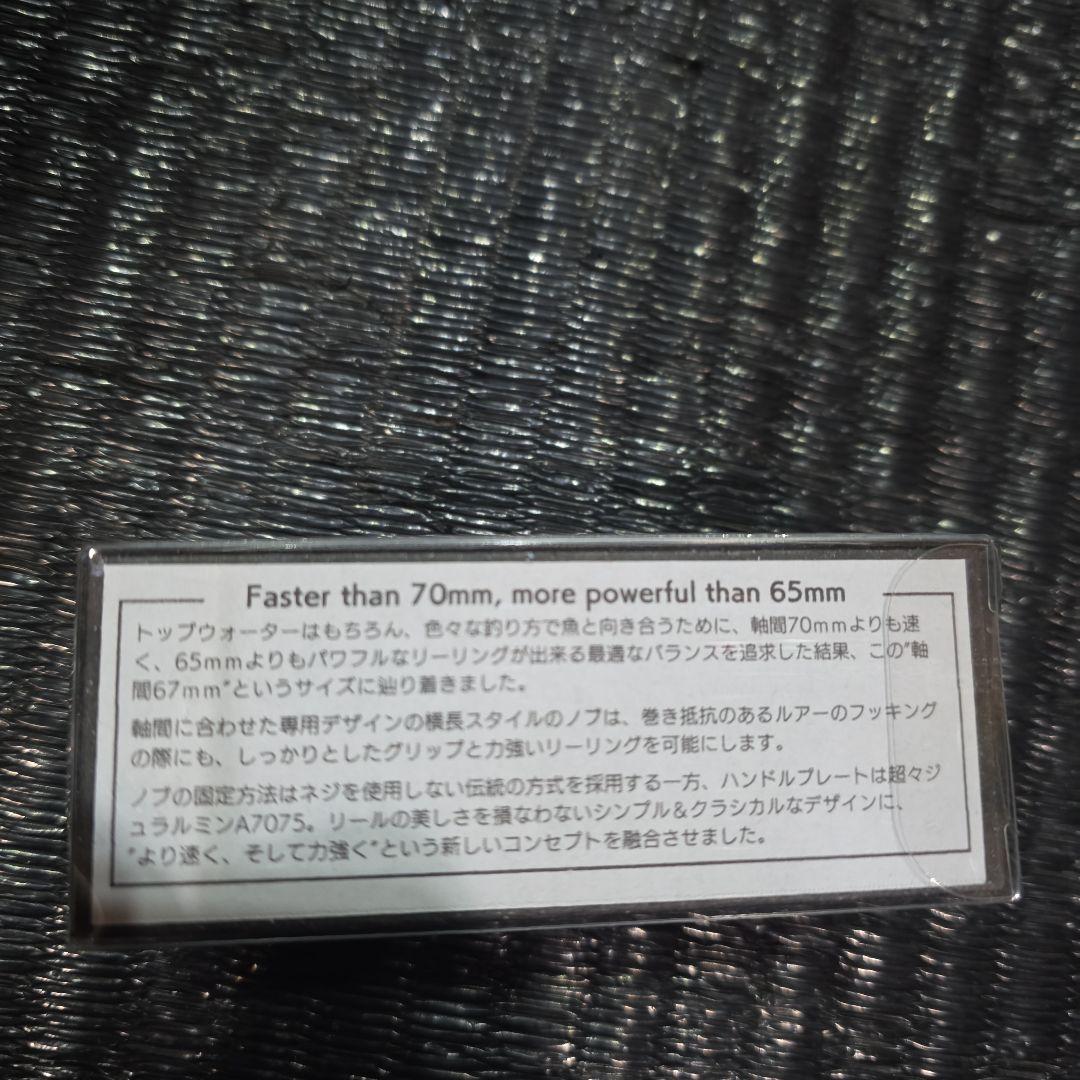 Faster than 70mm, more powerful than 65mm
トップウォーターはもちろん、色々な釣り方で魚と向き合うために、軸間70mmよりも速
く、65mmよりもパワフルなリーリングが出来る最適なバランスを追求した結果、この"軸
間67mm"というサイズに辿り着きました。
軸間に合わせた専用デザインの横長スタイルのノブは、巻き抵抗のあるルアーのフッキング
の際にも、しっかりとしたグリップと力強いリーリングを可能にします。
ノブの固定方法はネジを使用しない伝統の方式を採用する一方、ハンドルプレートは超々ジ
ュラルミンA7075。リールの美しさを損なわないシンプル＆クラシカルなデザインに、
"より速く、そして力強く"という新しいコンセプトを融合させました。